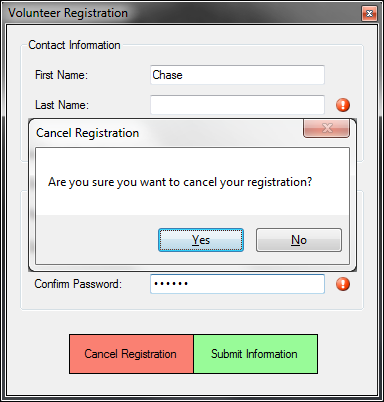 Volunteer Registration
Contact Information
First Name: Chase
Last Name:
Cancel Registration
Are you sure you want to cancel your registration?
Yes No
Confirm Password: ••••••
Cancel Registration Submit Information